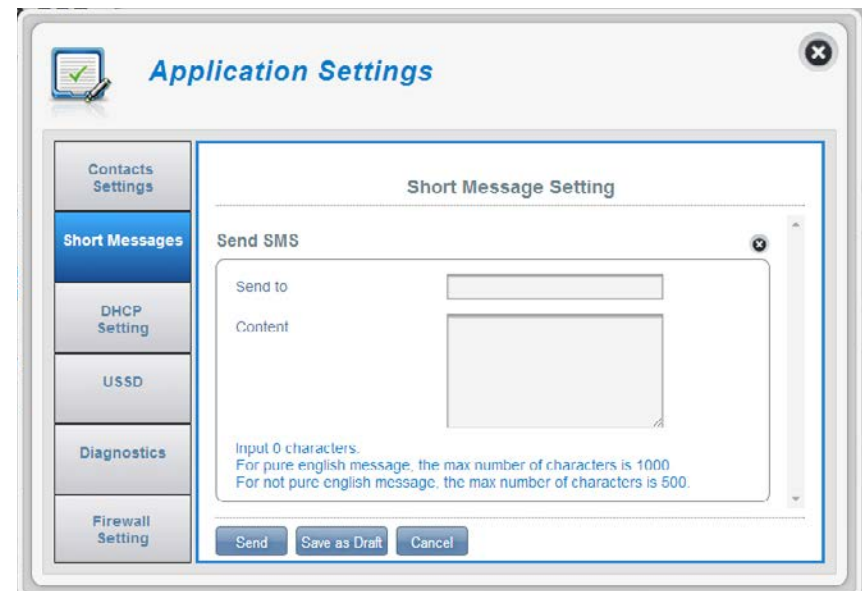 Application Settings
Contacts
Settings
Short Messages
DHCP
Setting
USSD
Diagnostics
Firewall
Setting
Short Message Setting
Send SMS
Send to
Content
Input 0 characters.
For pure english message, the max number of characters is 1000
For not pure english message, the max number of characters is 500.
Send
Save as Draft
Cancel